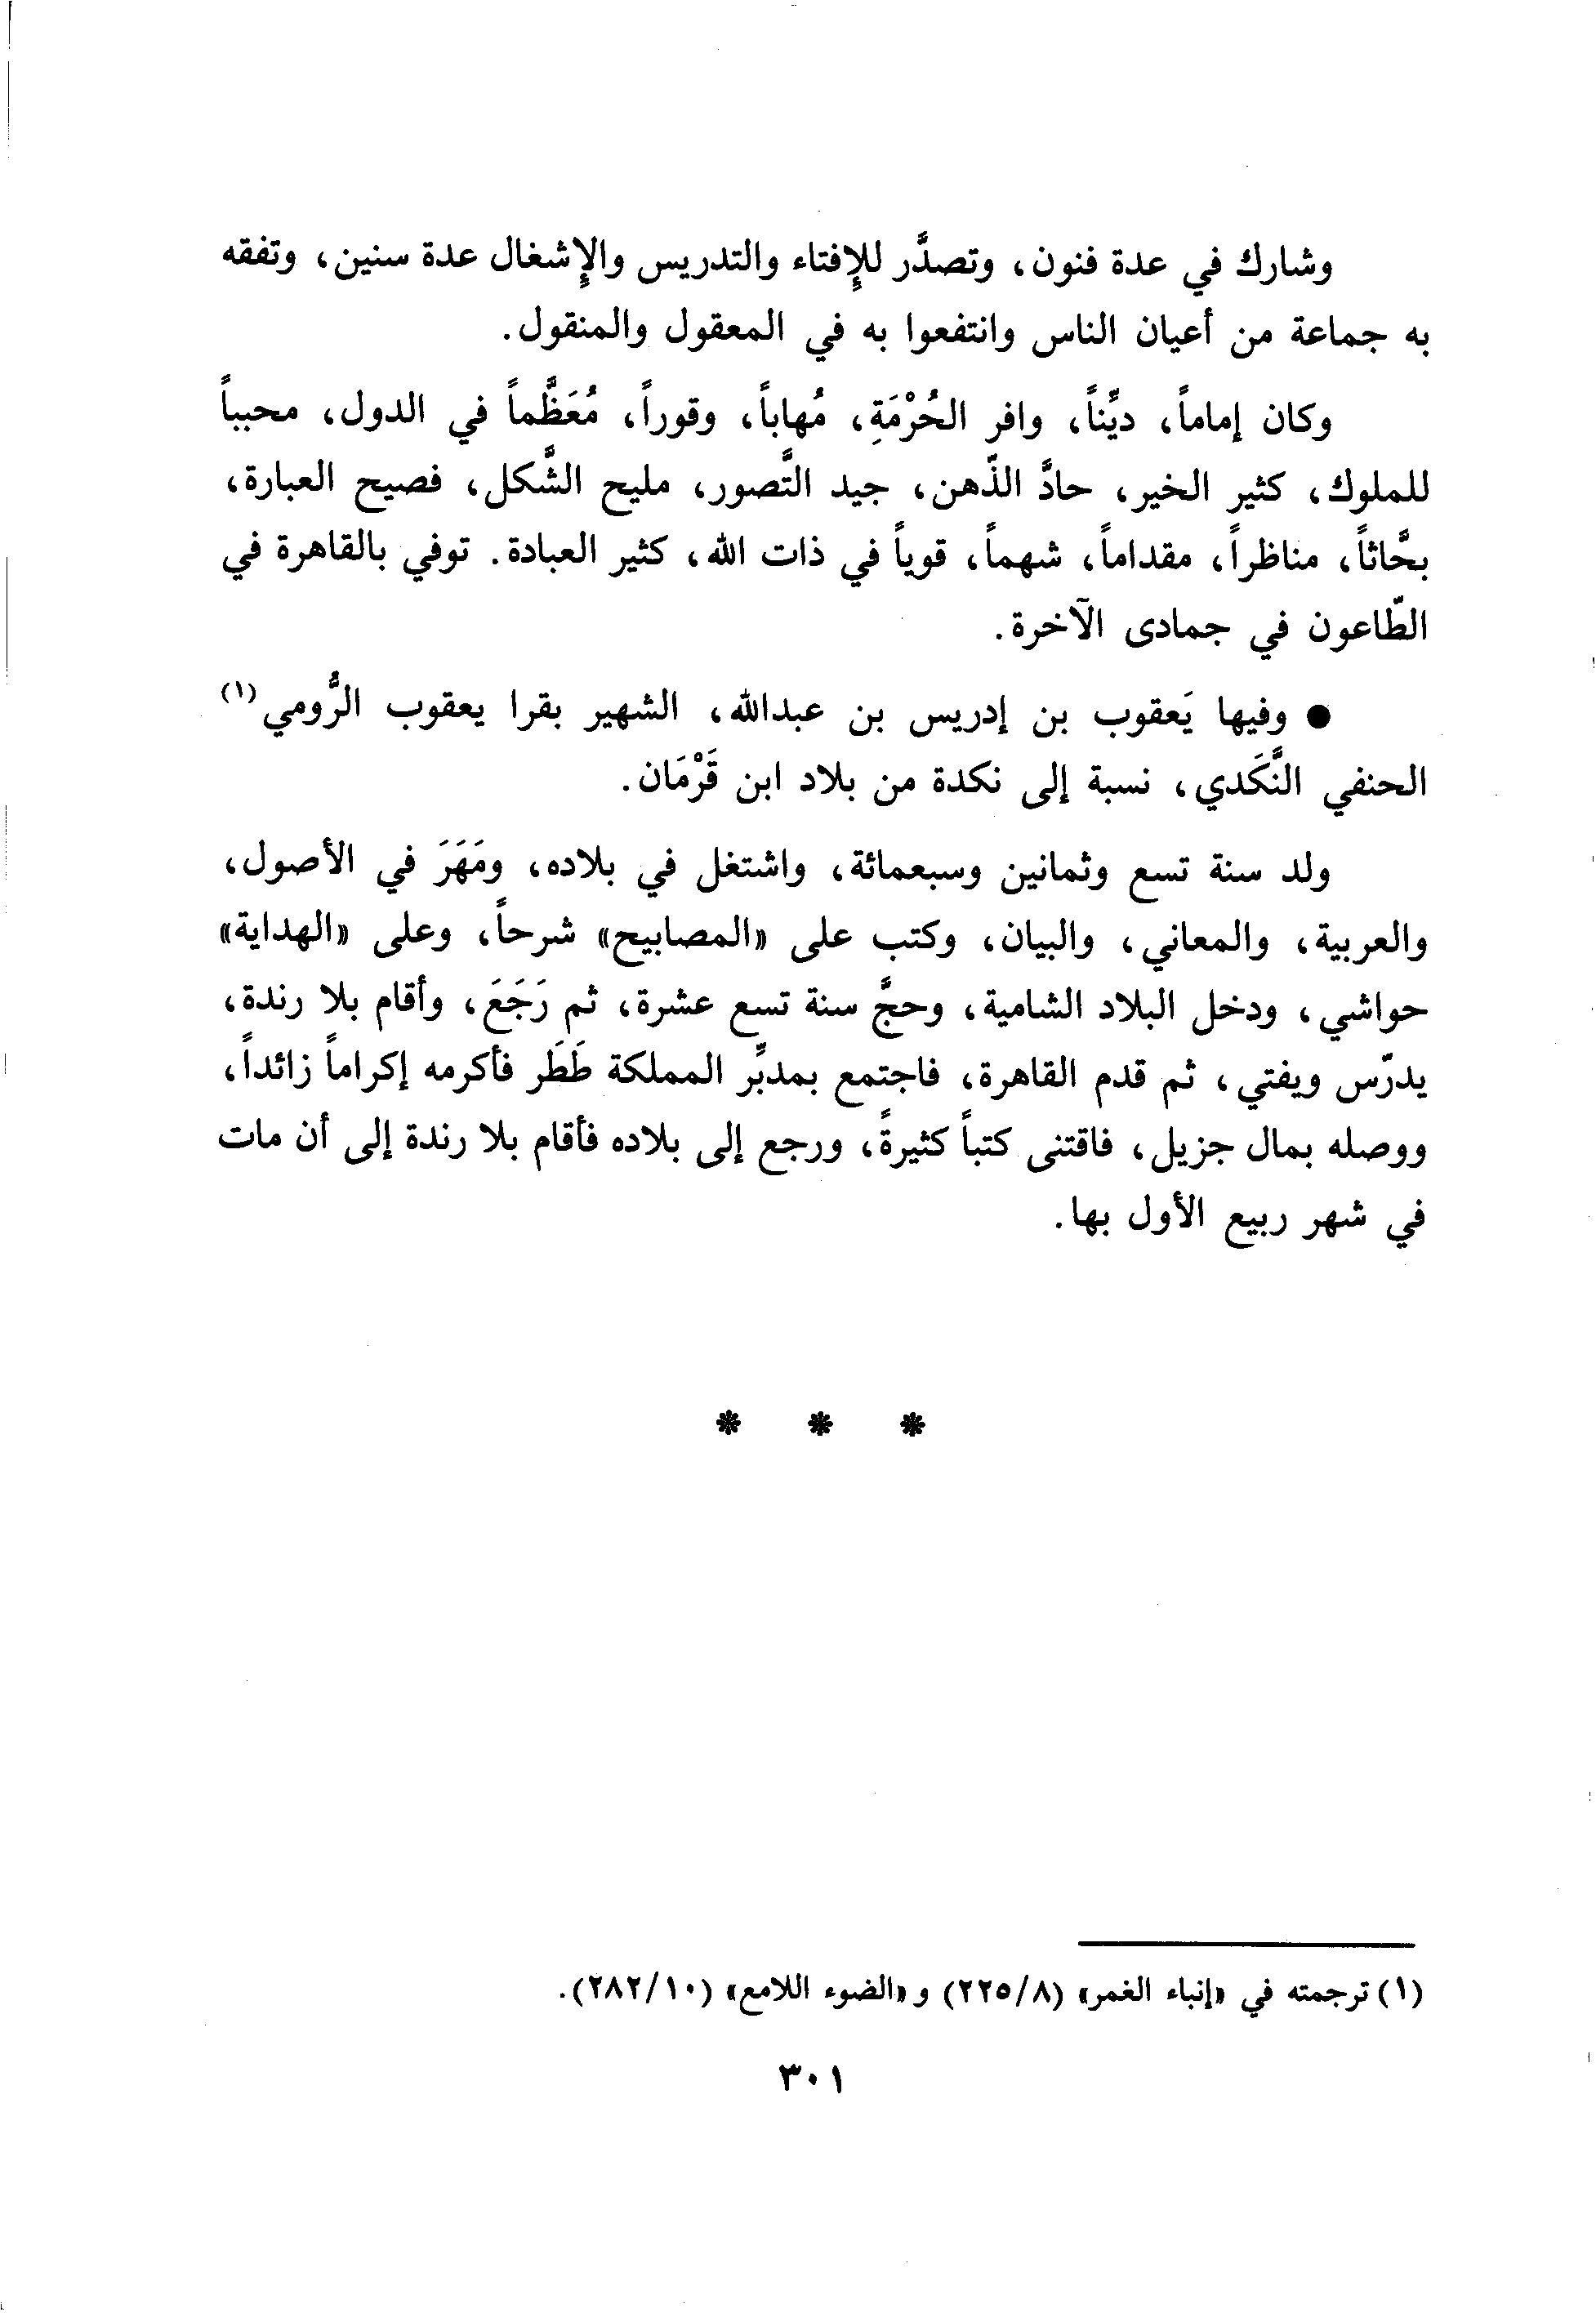 وشارك في عدة فنون، وتصدَّر للإفتاء والتدريس والإشغال عدة سنين، وتفقه
به جماعة من أعيان الناس وانتفعوا به في المعقول والمنقول.
وكان إماماً، ديِّناً، وافر الحُرْمَةِ، مُهاباً، وقوراً، مُعَظَّماً في الدول، محبباً
للملوك، كثير الخير، حادَّ الذّهن، جيد التَّصور، مليح الشَّكل، فصيح العبارة،
بحَّاثاً، مناظراً، مقداماً، شهماً، قوياً في ذات الله، كثير العبادة. توفي بالقاهرة في
الطّاعون في جمادى الآخرة.
● وفيها يَعقوب بن إدريس بن عبدالله، الشهير بقرا يعقوب الرُّومي(١)
الحنفي النَّكَدي، نسبة إلى نكدة من بلاد ابن قَرْمَان.
ولد سنة تسع وثمانين وسبعمائة، واشتغل في بلاده، ومَهَرَ في الأصول،
والعربية، والمعاني، والبيان، وكتب على «المصابيح» شرحاً، وعلى «الهداية»
حواشي، ودخل البلاد الشامية، وحجَّ سنة تسع عشرة، ثم رَجَعَ، وأقام بلا رندة،
يدرّس ويفتي، ثم قدم القاهرة، فاجتمع بمدبِّر المملكة طَطَر فأكرمه إكراماً زائداً،
ووصله بمال جزيل، فاقتنى كتباً كثيرةً، ورجع إلى بلاده فأقام بلا رندة إلى أن مات
في شهر ربيع الأول بها.
* * *
(١) ترجمته في «إنباء الغمر» (٢٢٥/٨) و «الضوء اللامع» (٢٨٢/١٠).
٣٠١